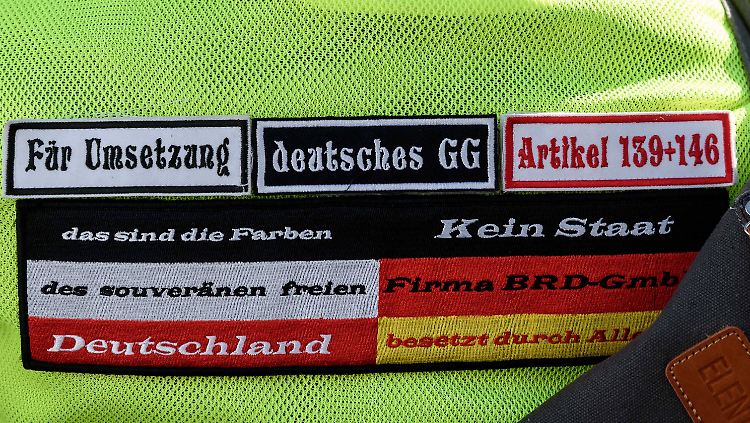 Für Umsetzung deutsches GG Artikel 139+146
das sind die Farben
des souveränen freien
Deutschland
Kein Staat
Firma BRD-Gmb
besetzt durch
ELEN